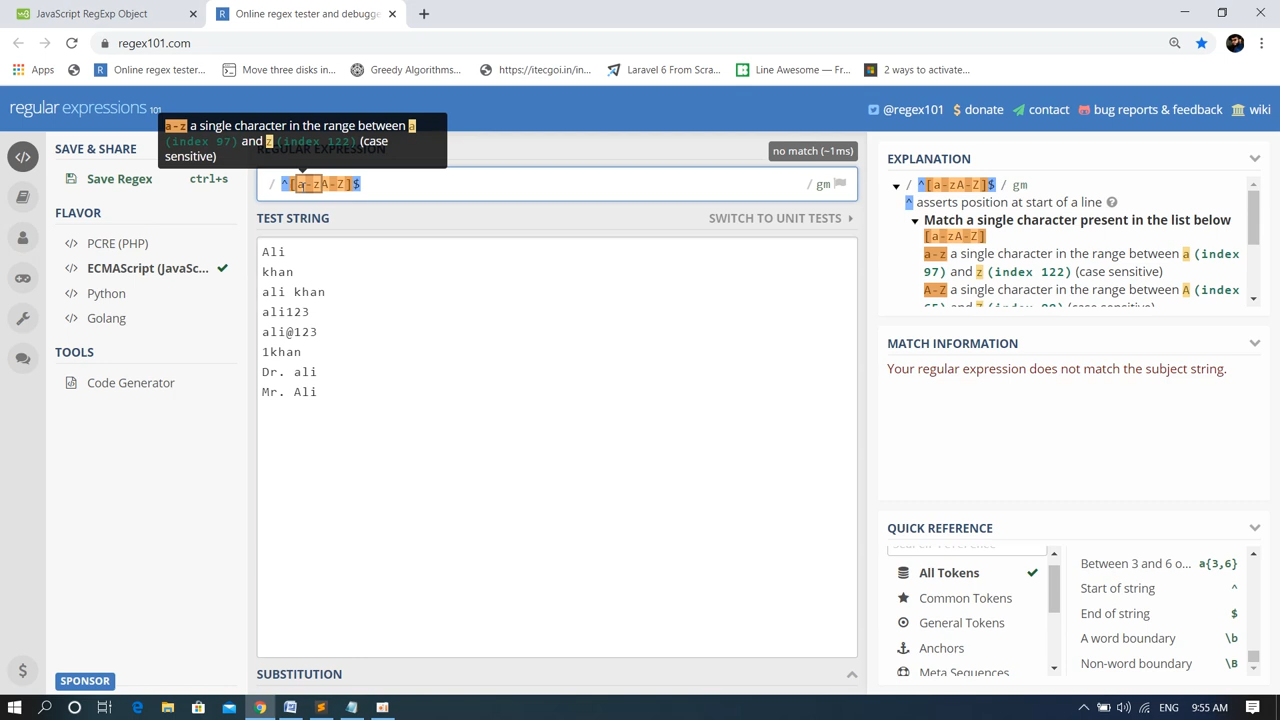 JavaScript RegExp Object
Online regex tester and debugge
regex101.com
Apps
Online regex tester...
Move three disks in...
Greedy Algorithms...
https://itecgoi.in/in...
Laravel 6 From Scra...
Line Awesome — Fr...
2 ways to activate...
regular expressions 101
@regex101
donate
contact
bug reports & feedback
wiki
a-z a single character in the range between a
(index 97) and z (index 122) (case
sensitive)
SAVE & SHARE
Save Regex ctrl+s
FLAVOR
</> PCRE (PHP)
</> ECMAScript (JavaSc...
</> Python
</> Golang
TOOLS
Code Generator
SPONSOR
REGULAR EXPRESSION
no match (~1ms)
/ ^[a-zA-Z]$ / gm
TEST STRING
SWITCH TO UNIT TESTS
Ali
khan
ali khan
ali123
ali@123
1khan
Dr. ali
Mr. Ali
SUBSTITUTION
EXPLANATION
/ ^[a-zA-Z]$ / gm
^ asserts position at start of a line
Match a single character present in the list below
[a-zA-Z]
a-z a single character in the range between a (index
97) and z (index 122) (case sensitive)
A-Z a single character in the range between A (index
MATCH INFORMATION
Your regular expression does not match the subject string.
QUICK REFERENCE
All Tokens
Common Tokens
General Tokens
Anchors
Meta Sequences
Between 3 and 6 o... a{3,6}
Start of string ^
End of string $
A word boundary \b
Non-word boundary \B
ENG
9:55 AM